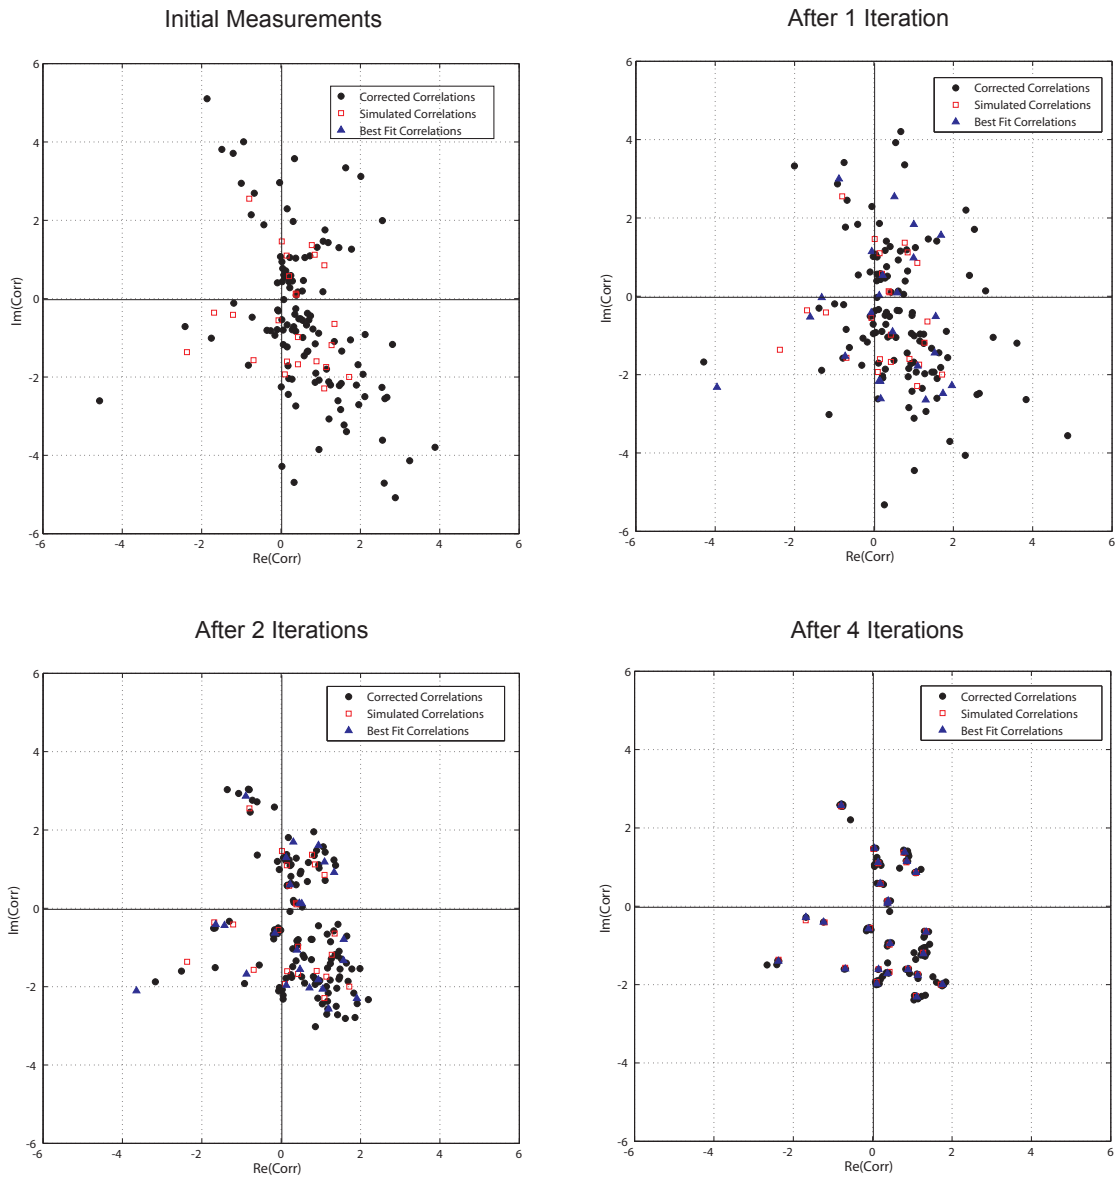 Initial Measurements
6
4
2
0
-2
-4
-6
-6
-4
-2
0
2
4
6
Im(Corr)
Re(Corr)
Corrected Correlations
Simulated Correlations
Best Fit Correlations
After 1 Iteration
6
4
2
0
-2
-4
-6
-6
-4
-2
0
2
4
6
Im(Corr)
Re(Corr)
Corrected Correlations
Simulated Correlations
Best Fit Correlations
After 2 Iterations
6
4
2
0
-2
-4
-6
-6
-4
-2
0
2
4
6
Im(Corr)
Re(Corr)
Corrected Correlations
Simulated Correlations
Best Fit Correlations
After 4 Iterations
6
4
2
0
-2
-4
-6
-6
-4
-2
0
2
4
6
Im(Corr)
Re(Corr)
Corrected Correlations
Simulated Correlations
Best Fit Correlations